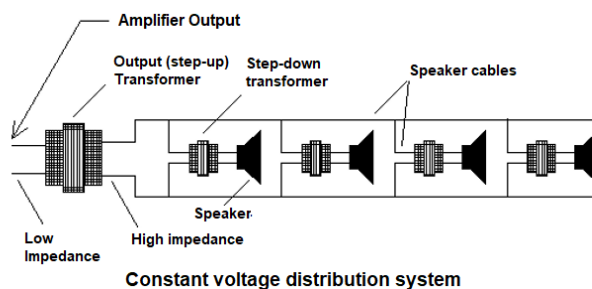 Amplifier Output
Output (step-up)
Transformer
Step-down
transformer
Speaker cables
Speaker.
Low
Impedance
High impedance
Constant voltage distribution system